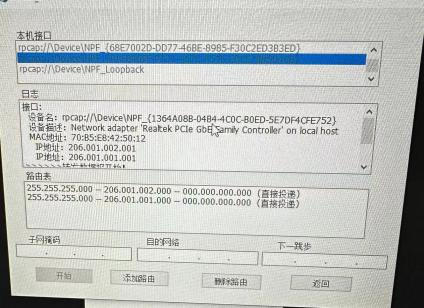 本机接口
rpcap://\Device\NPF_{68E7002D-DD77-46BE-8985-F30C2ED3B3ED}
rpcap://\Device\NPF_Loopback
日志
接口:
设备名: rpcap://\Device\NPF_{1364A08B-04B4-4C0C-B0ED-5E7DF4CFE752}
设备描述: Network adapter 'Realtek PCIe GbE Family Controller' on local host
MAC地址: 70:B5:E8:42:50:12
IP地址: 206.001.002.001
IP地址: 206.001.001.001
路由表
255.255.255.000 -- 206.001.002.000 -- 000.000.000.000 (直接投递)
255.255.255.000 -- 206.001.001.000 -- 000.000.000.000 (直接投递)
子网掩码 目的网络 下一跳步
开始 添加路由 删除路由 返回